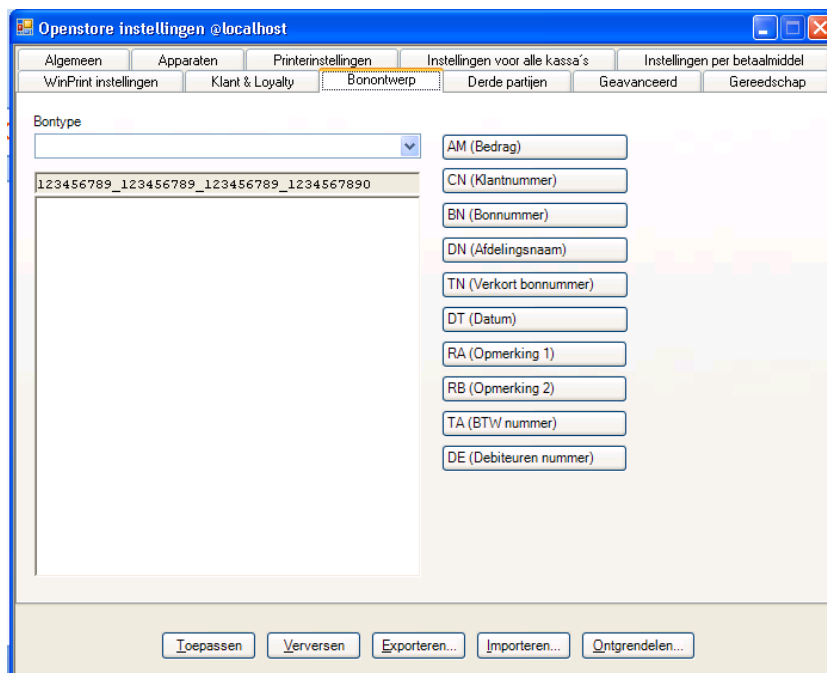 Openstore instellingen @localhost
Algemeen Apparaten Printerinstellingen Instellingen voor alle kassa´s Instellingen per betaalmiddel
WinPrint instellingen Klant & Loyalty Bonontwerp Derde partijen Geavanceerd Gereedschap
Bontype
AM (Bedrag)
123456789_123456789_123456789_1234567890
CN (Klantnummer)
BN (Bonnummer)
DN (Afdelingsnaam)
TN (Verkort bonnummer)
DT (Datum)
RA (Opmerking 1)
RB (Opmerking 2)
TA (BTW nummer)
DE (Debiteuren nummer)
Toepassen Verversen Exporteren... Importeren... Ontgrendelen...